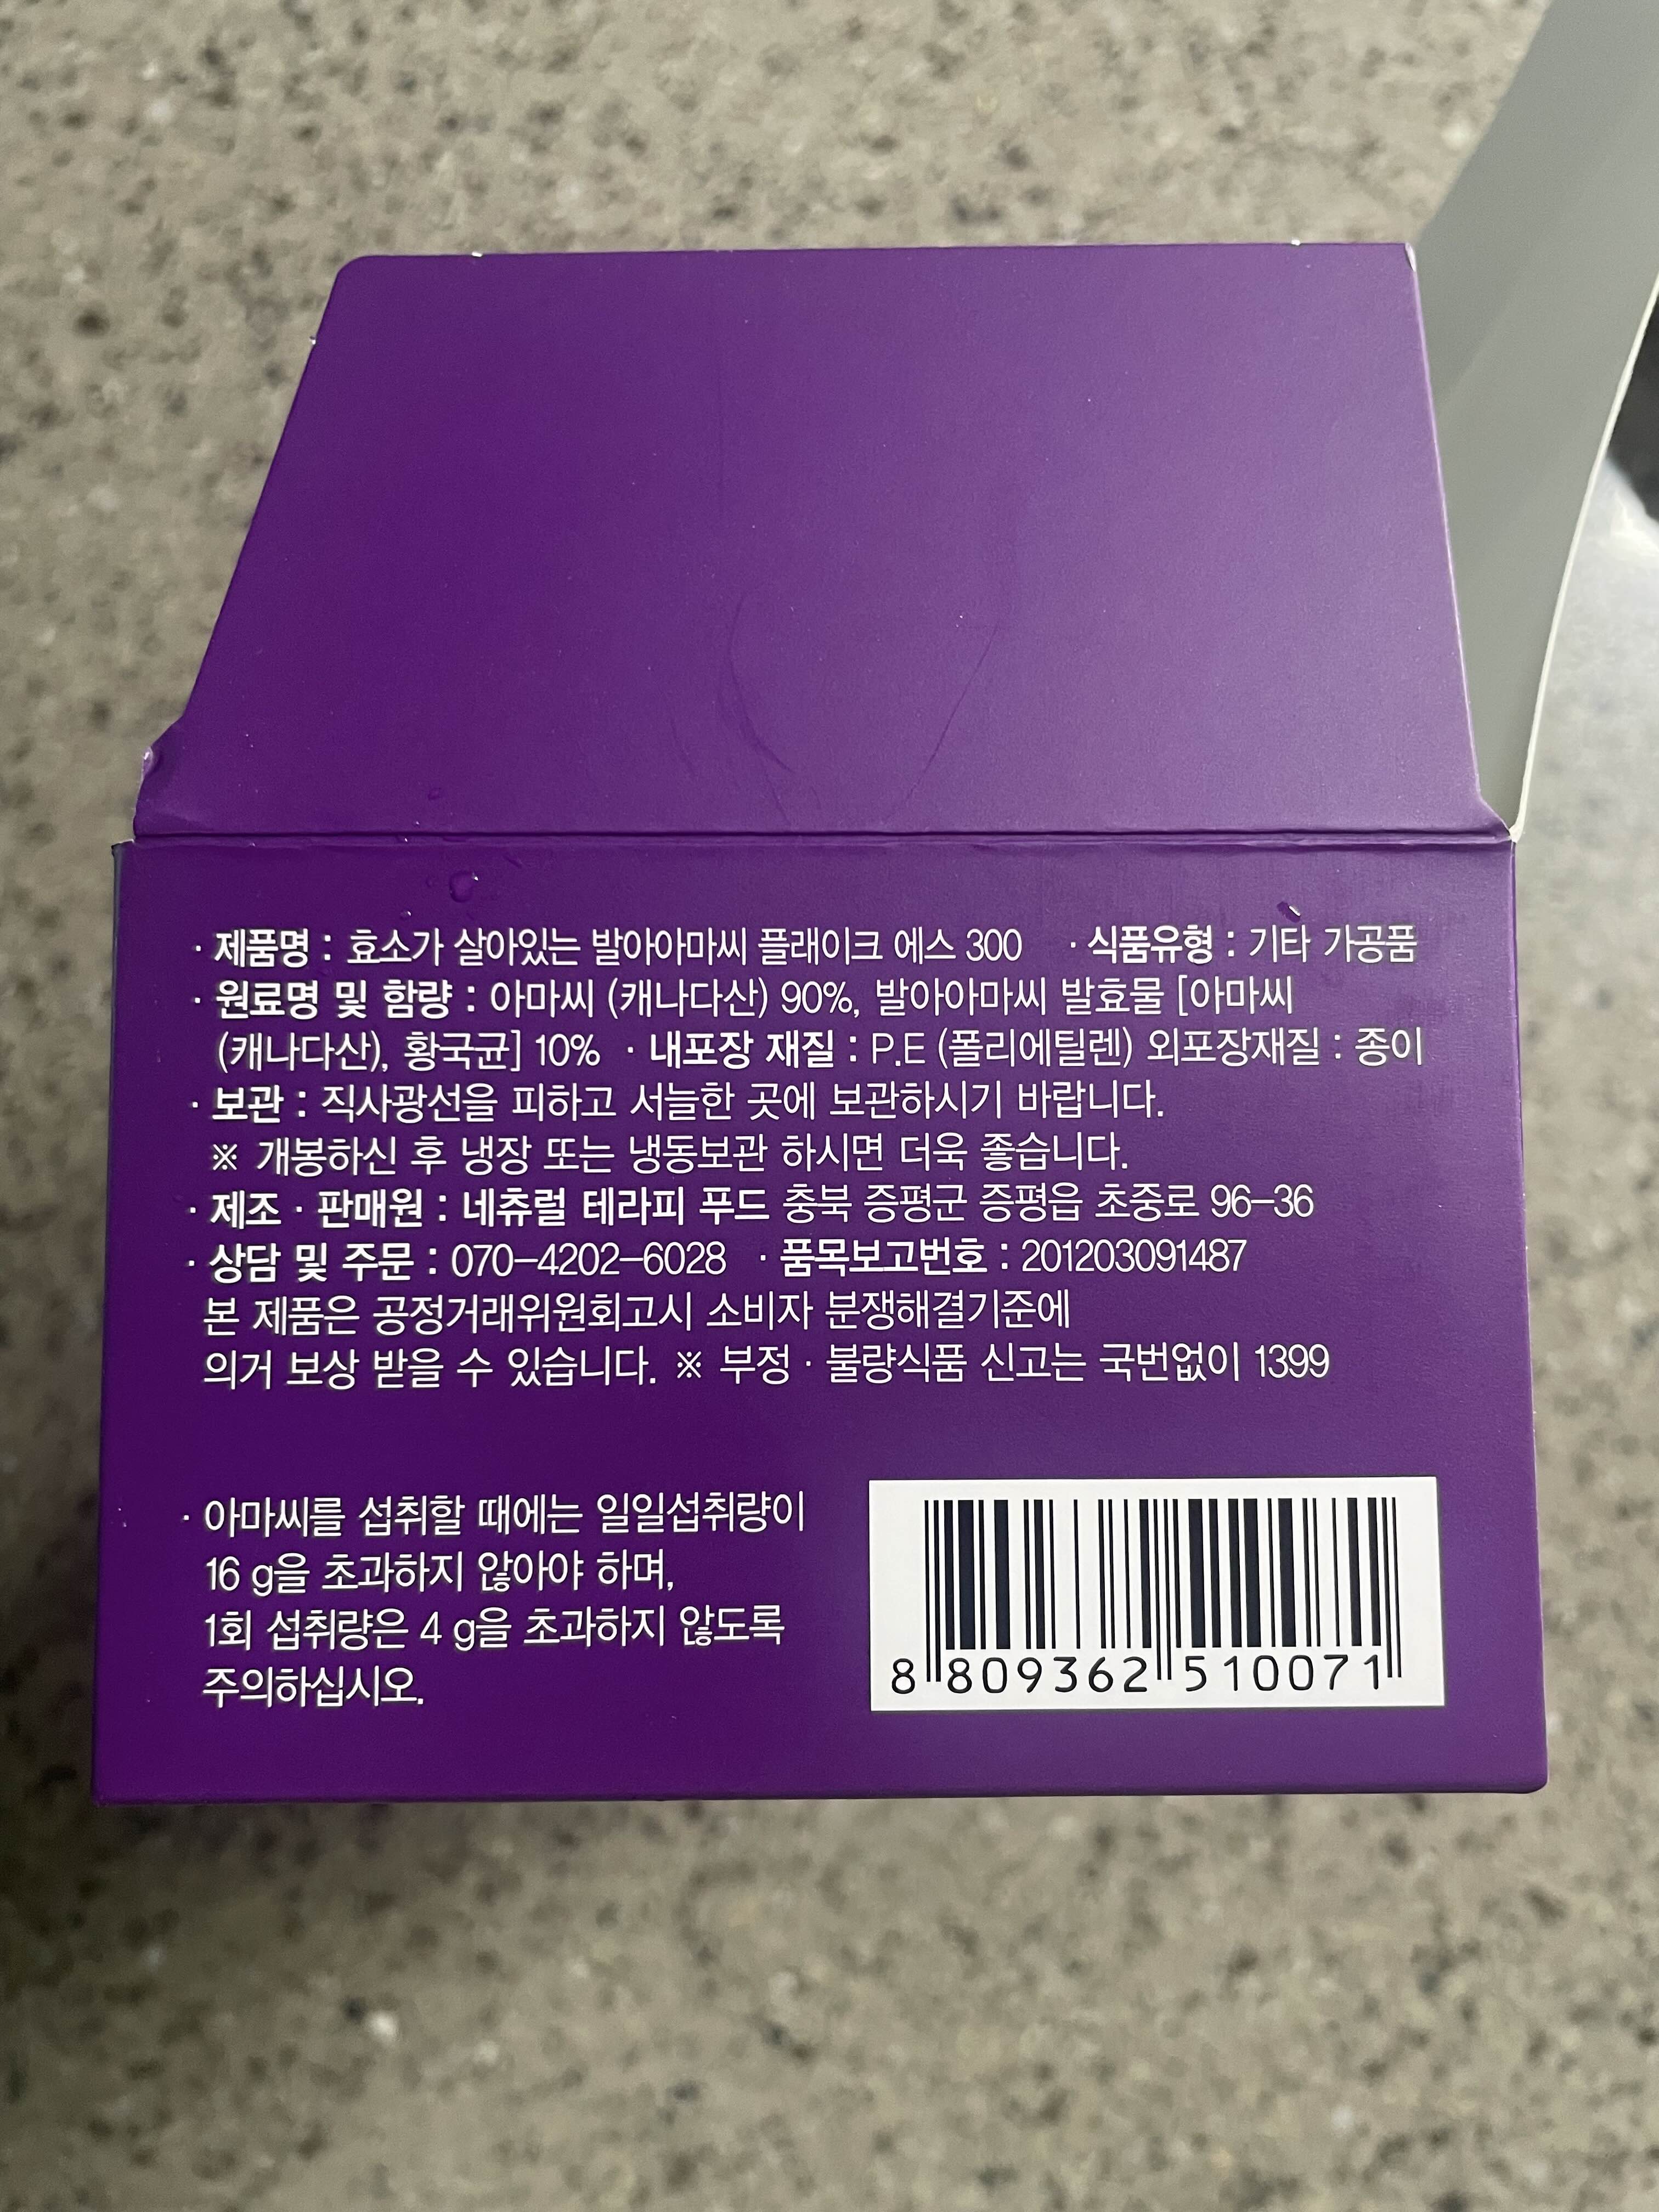 · 제품명 : 효소가 살아있는 발아아마씨 플래이크 에스 300 · 식품유형 : 기타 가공품
· 원료명 및 함량 : 아마씨 (캐나다산) 90%, 발아아마씨 발효물 [아마씨
(캐나다산), 황국균] 10% · 내포장 재질 : P.E (폴리에틸렌) 외포장재질 : 종이
· 보관 : 직사광선을 피하고 서늘한 곳에 보관하시기 바랍니다.
※ 개봉하신 후 냉장 또는 냉동보관 하시면 더욱 좋습니다.
· 제조 · 판매원 : 네츄럴 테라피 푸드 충북 증평군 증평읍 초중로 96-36
· 상담 및 주문 : 070-4202-6028 · 품목보고번호 : 201203091487
본 제품은 공정거래위원회고시 소비자 분쟁해결기준에
의거 보상 받을 수 있습니다. ※ 부정 · 불량식품 신고는 국번없이 1399
· 아마씨를 섭취할 때에는 일일섭취량이
16 g을 초과하지 않아야 하며,
1회 섭취량은 4 g을 초과하지 않도록
주의하십시오.
8 809362 510071